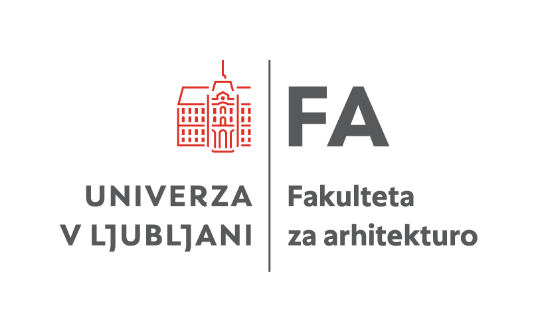 UNIVERZA
V LJUBLJANI
FA
Fakulteta
za arhitekturo